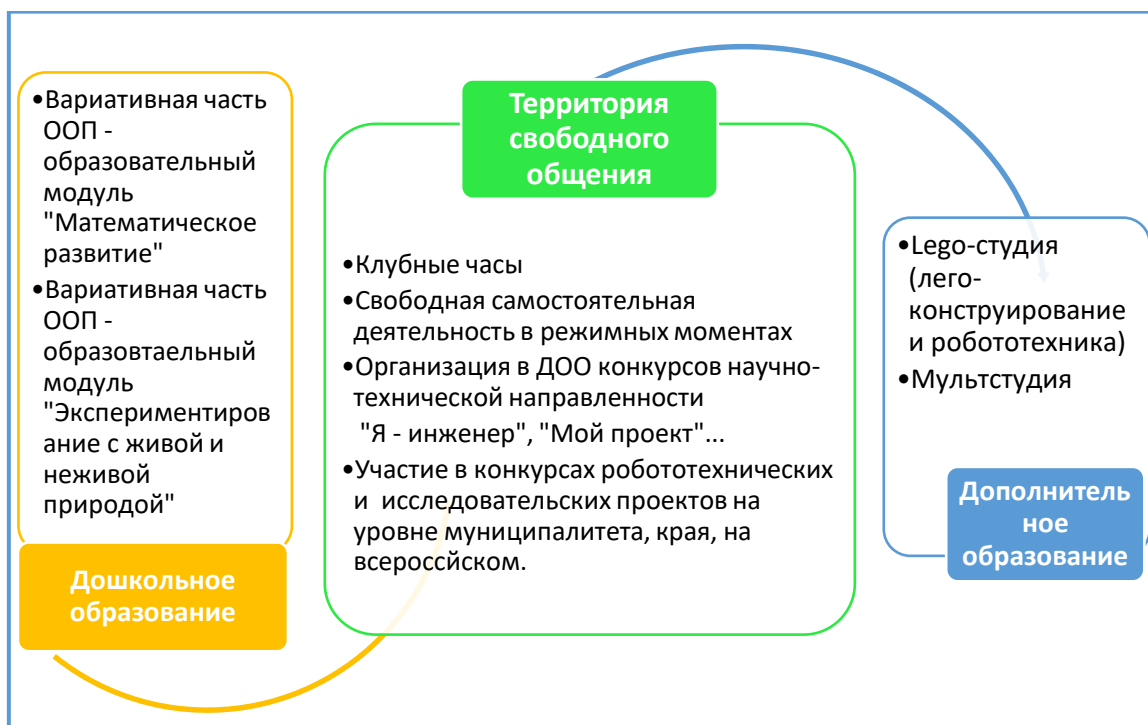 •Вариативная часть
ООП -
образовательный
модуль
"Математическое
развитие"
•Вариативная часть
ООП -
образовтаельный
модуль
"Экспериментиров
ание с живой и
неживой
природой"
Дошкольное
образование
Территория
свободного
общения
•Клубные часы
•Свободная самостоятельная
деятельность в режимных моментах
•Организация в ДОО конкурсов научно-
технической направленности
"Я - инженер", "Мой проект"...
•Участие в конкурсах робототехнических
и исследовательских проектов на
уровне муниципалитета, края, на
всероссйском.
•Lego-студия
(лего-
конструирование
и робототехника)
•Мультстудия
Дополнитель
ное
образование